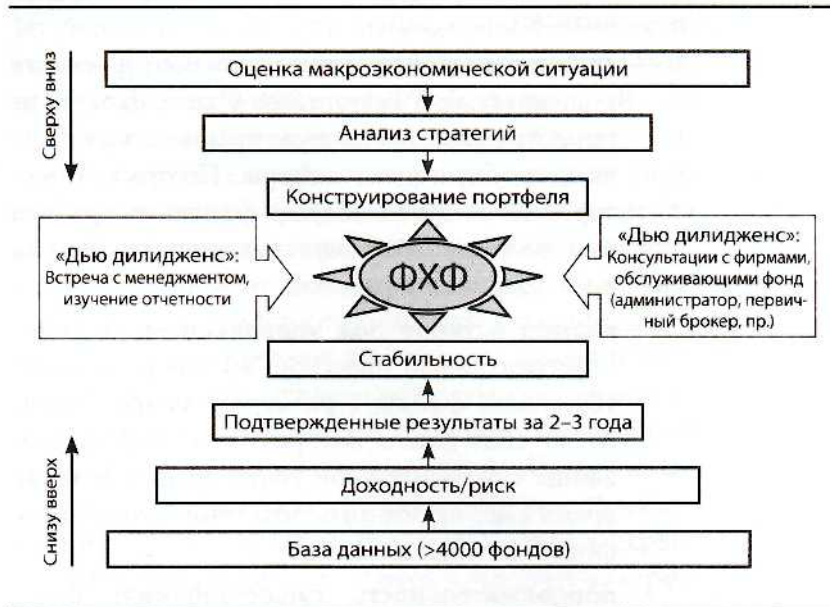 Сверху вниз
Оценка макроэкономической ситуации
Анализ стратегий
Конструирование портфеля
«Дью дилидженс»:
Встреча с менеджментом,
изучение отчетности
ФХФ
«Дью дилидженс»:
Консультации с фирмами,
обслуживающими фонд
(администратор, первич-
ный брокер, пр.)
Стабильность
Подтвержденные результаты за 2–3 года
Доходность/риск
База данных (>4000 фондов)
Снизу вверх